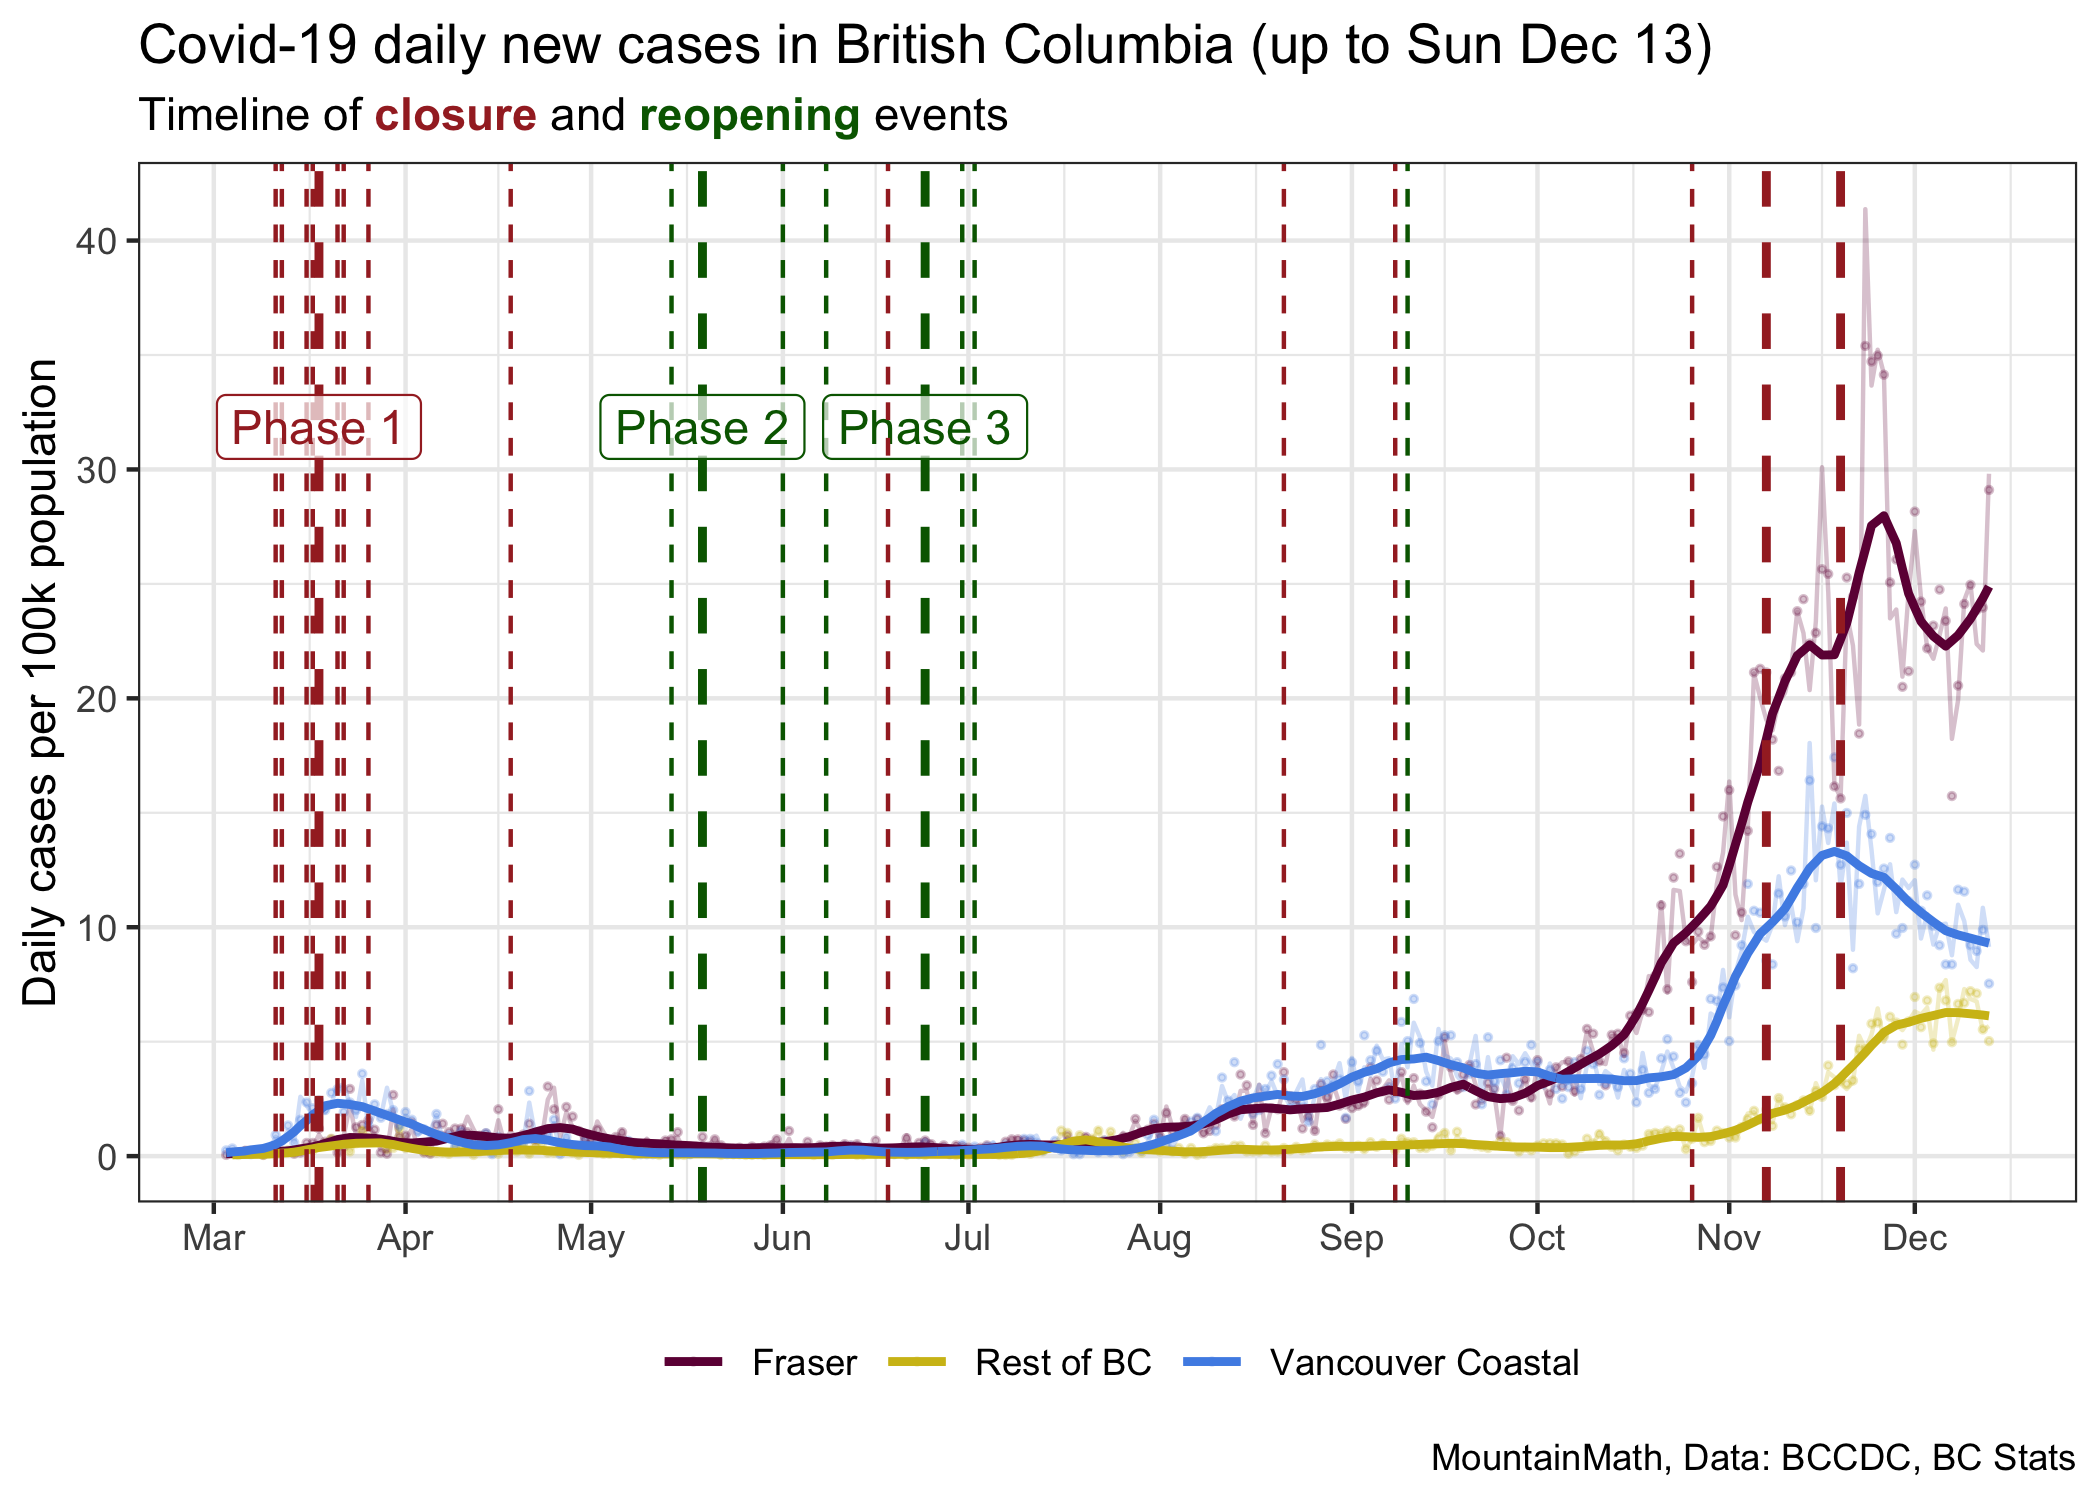 Covid-19 daily new cases in British Columbia (up to Sun Dec 13)
Timeline of closure and reopening events
Daily cases per 100k population
40
30
20
10
0
Phase 1
Phase 2
Phase 3
Mar Apr May Jun Jul Aug Sep Oct Nov Dec
Fraser Rest of BC Vancouver Coastal
MountainMath, Data: BCCDC, BC Stats